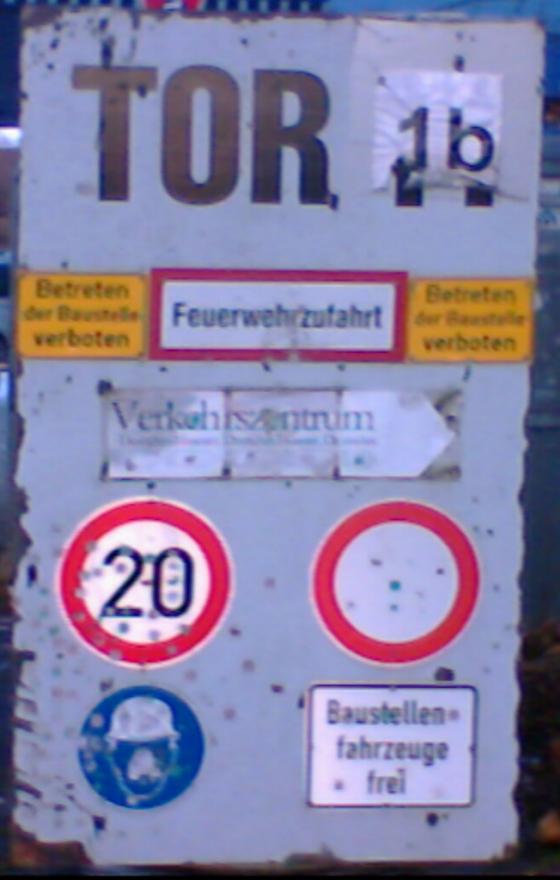 TOR 1b
Betreten
der Baustelle
verboten
Feuerwehrzufahrt
Betreten
der Baustelle
verboten
Verkehrszentrum
20
Baustellen-
fahrzeuge
frei